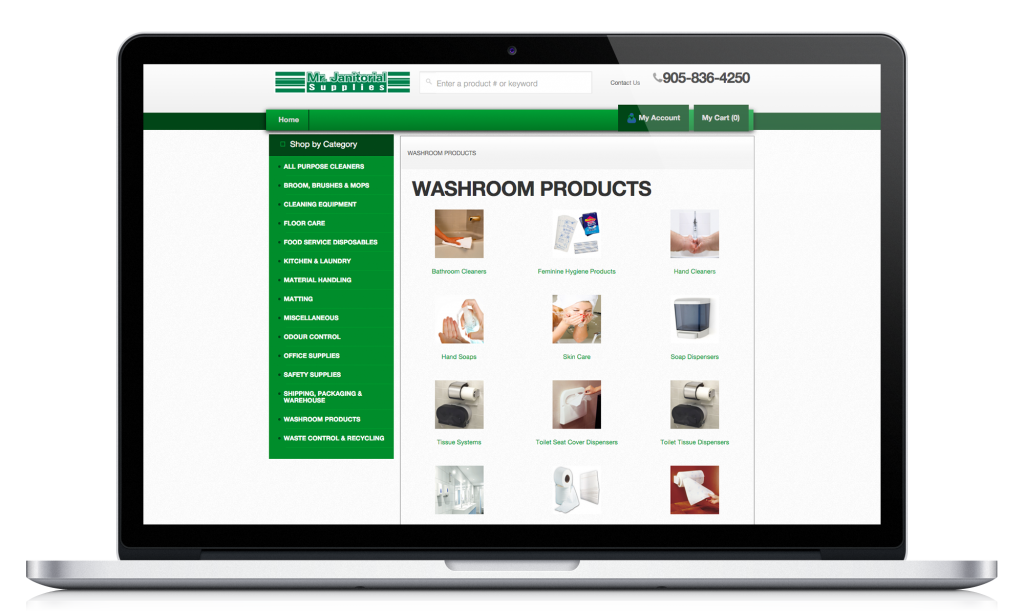 Mr. Janitorial
Supplies
Enter a product # or keyword
Contact Us
905-836-4250
Home
My Account
My Cart (0)
Shop by Category
ALL PURPOSE CLEANERS
BROOM, BRUSHES & MOPS
CLEANING EQUIPMENT
FLOOR CARE
FOOD SERVICE DISPOSABLES
KITCHEN & LAUNDRY
MATERIAL HANDLING
MATTING
MISCELLANEOUS
ODOUR CONTROL
OFFICE SUPPLIES
SAFETY SUPPLIES
SHIPPING, PACKAGING &
WAREHOUSE
WASHROOM PRODUCTS
WASTE CONTROL & RECYCLING
WASHROOM PRODUCTS
WASHROOM PRODUCTS
Bathroom Cleaners
Feminine Hygiene Products
Hand Cleaners
Hand Soaps
Skin Care
Soap Dispensers
Tissue Systems
Toilet Seat Cover Dispensers
Toilet Tissue Dispensers